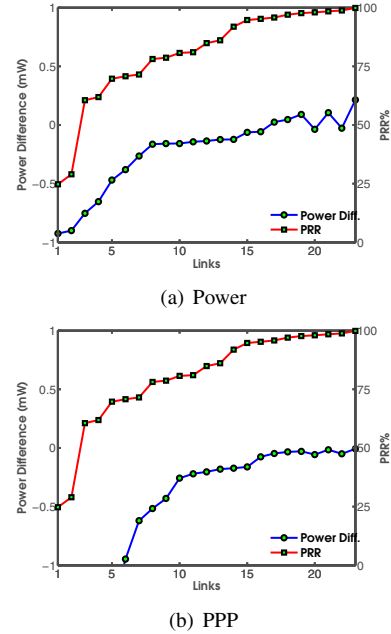 1
100
0.5
75
0
50
−0.5
25
−1
0
1
5
10
15
20
Power Difference (mW)
PRR%
Links
Power Diff.
PRR
(a) Power
1
100
0.5
75
0
50
−0.5
25
−1
0
1
5
10
15
20
Power Difference (mW)
PRR%
Links
Power Diff.
PRR
(b) PPP